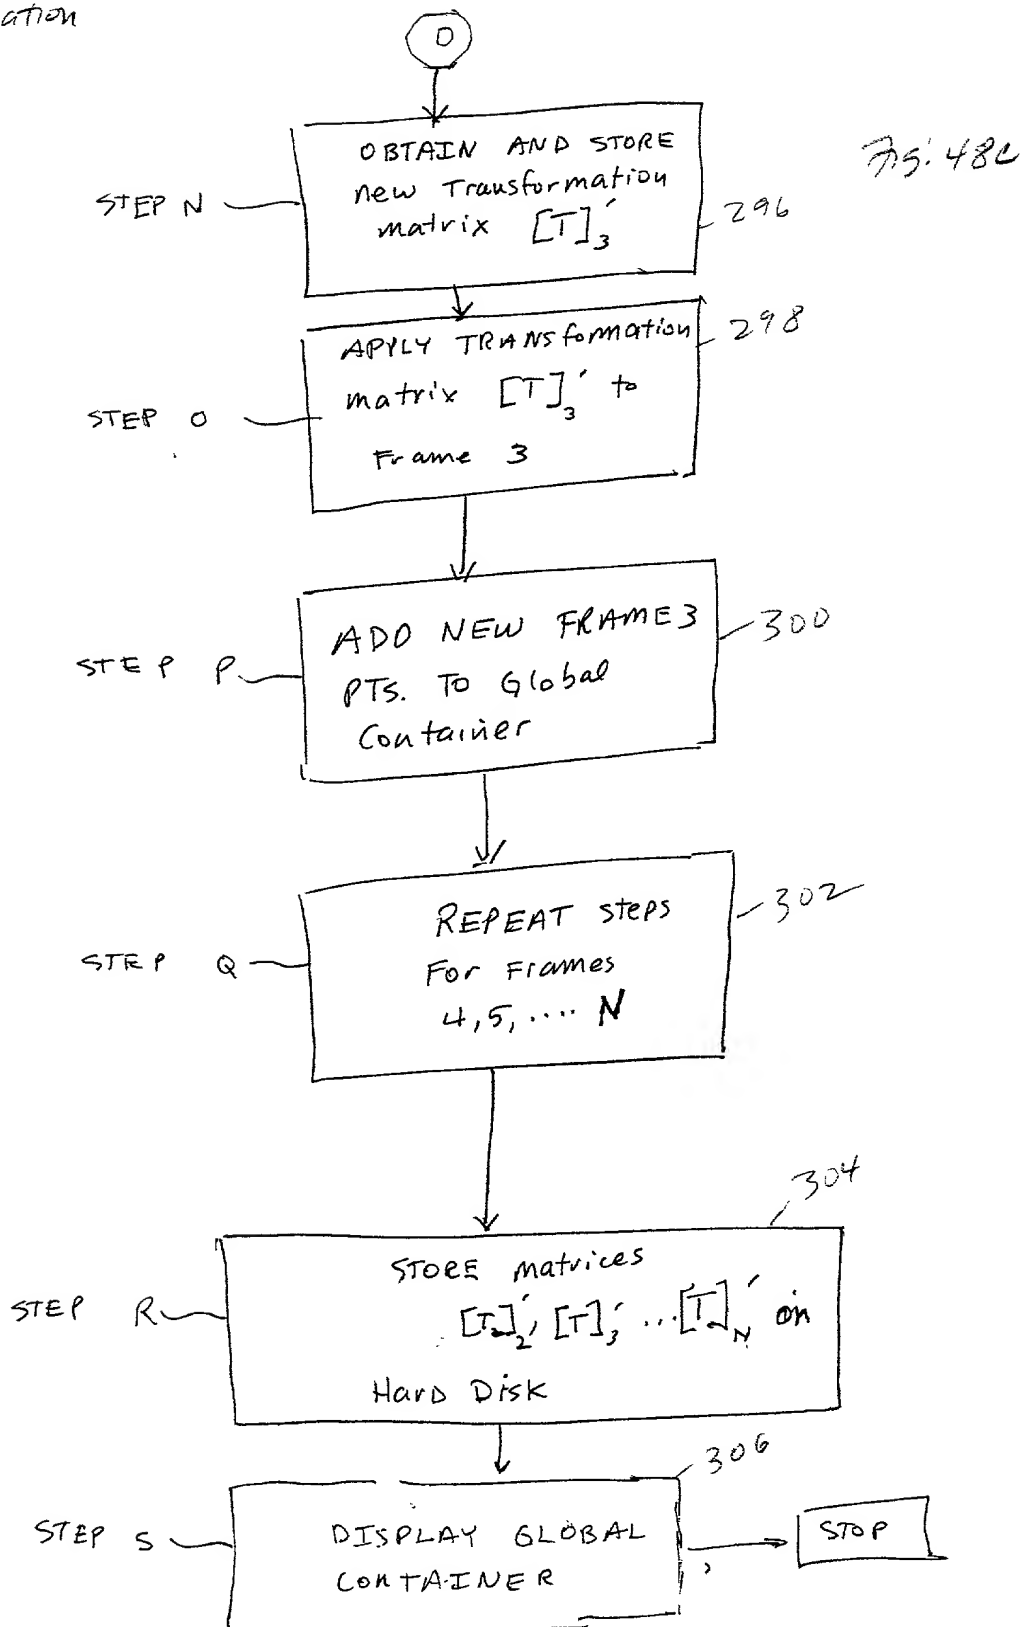 ation
D
OBTAIN AND STORE
new Transformation
matrix [T]₃′
STEP N
296
Fig. 48c
APPLY TRANSformation
matrix [T]₃′ to
Frame 3
STEP O
298
ADD NEW FRAME 3
PTS. TO Global
Container
STEP P
300
REPEAT steps
For Frames
4, 5, .... N
STEP Q
302
304
STORE matrices
[T]₂′, [T]₃′ ... [T]N′ on
Hard Disk
STEP R
306
DISPLAY GLOBAL
CONTAINER
STEP S
STOP